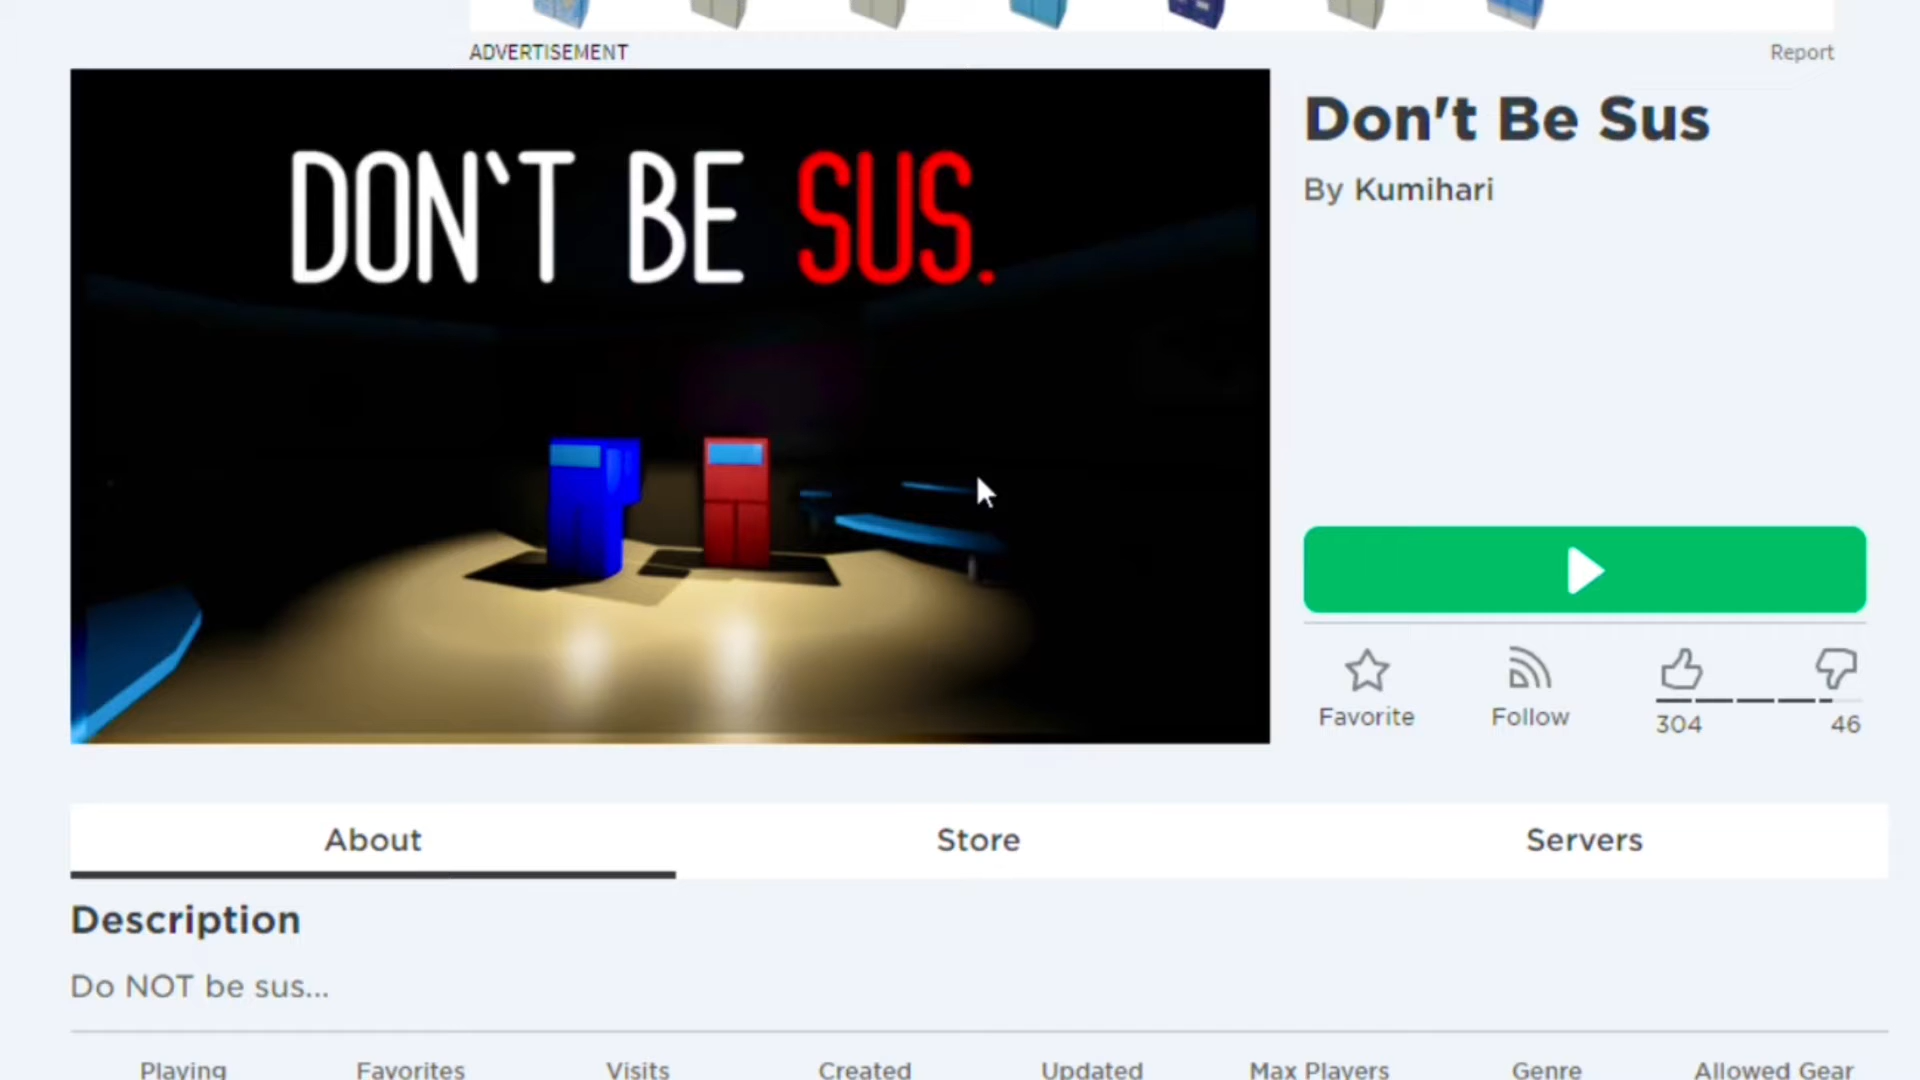 ADVERTISEMENT
Report
DON'T BE SUS.
Don't Be Sus
By Kumihari
Favorite
Follow
304
46
About
Store
Servers
Description
Do NOT be sus...
Playing
Favorites
Visits
Created
Updated
Max Players
Genre
Allowed Gear